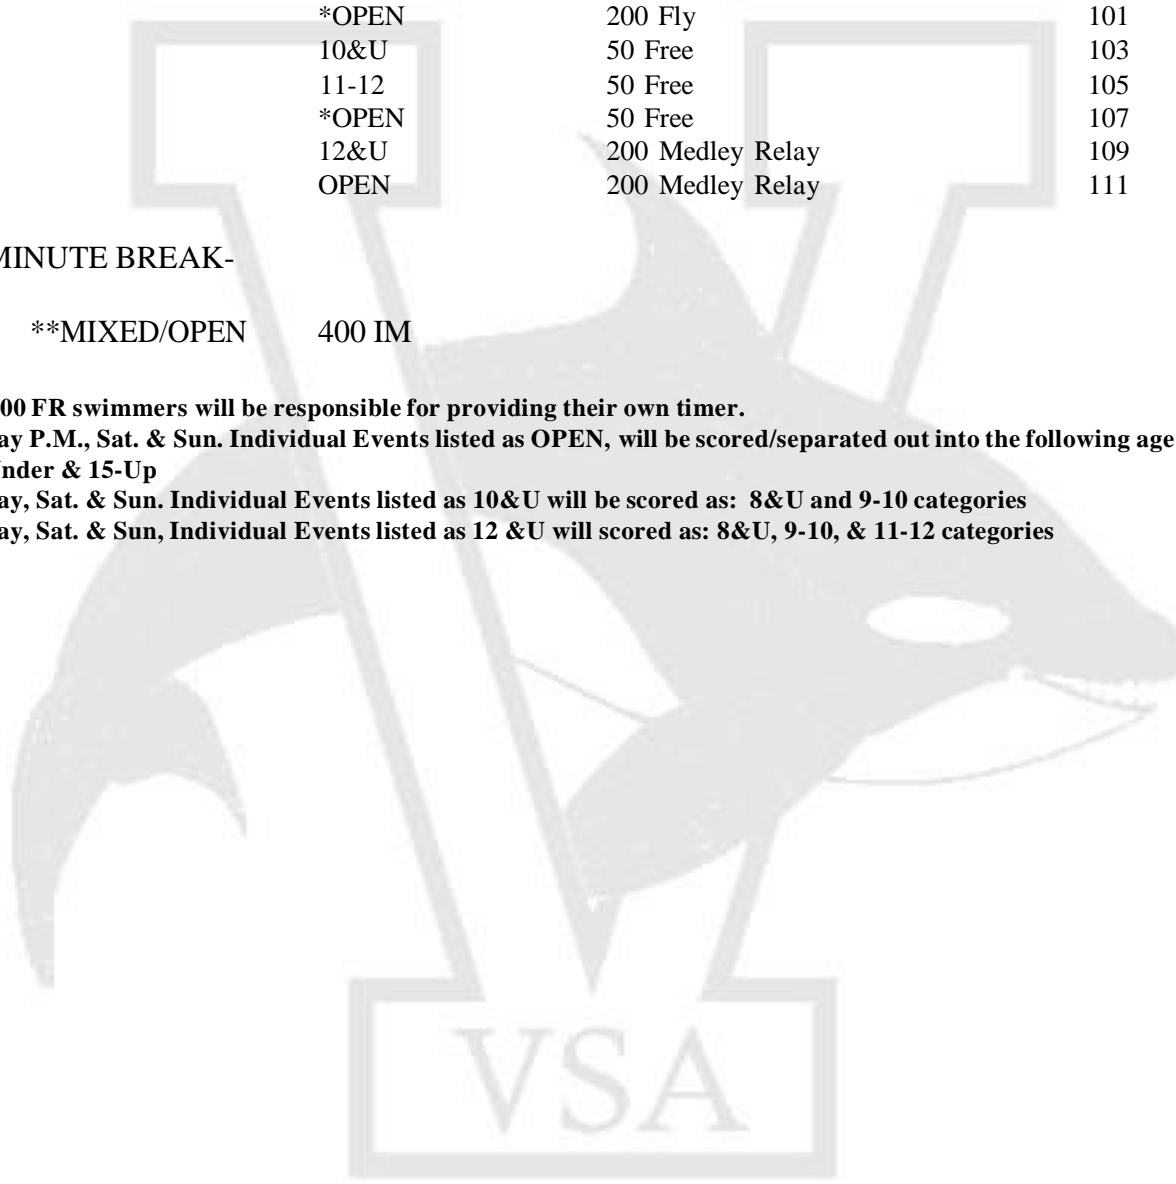 *OPEN 200 Fly 101
10&U 50 Free 103
11-12 50 Free 105
*OPEN 50 Free 107
12&U 200 Medley Relay 109
OPEN 200 Medley Relay 111
MINUTE BREAK-
**MIXED/OPEN 400 IM
00 FR swimmers will be responsible for providing their own timer.
ay P.M., Sat. & Sun. Individual Events listed as OPEN, will be scored/separated out into the following age
Under & 15-Up
ay, Sat. & Sun. Individual Events listed as 10&U will be scored as: 8&U and 9-10 categories
ay, Sat. & Sun, Individual Events listed as 12 &U will scored as: 8&U, 9-10, & 11-12 categories
VSA